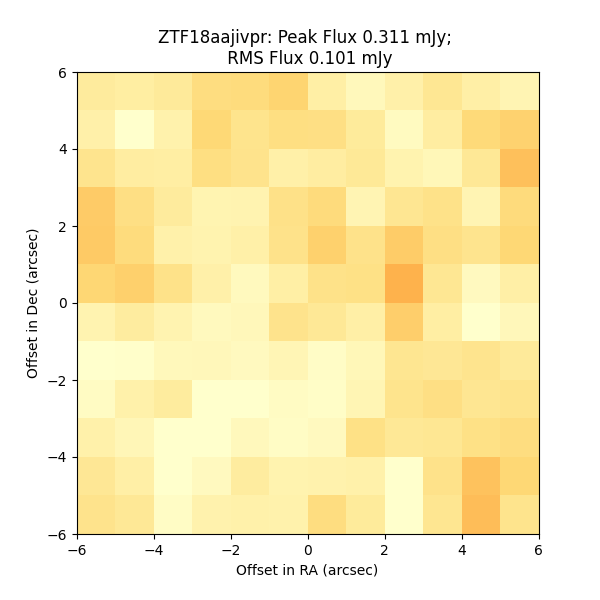 ZTF18aajivpr: Peak Flux 0.311 mJy;
RMS Flux 0.101 mJy
6
4
2
0
−2
−4
−6
Offset in Dec (arcsec)
−6 −4 −2 0 2 4 6
Offset in RA (arcsec)